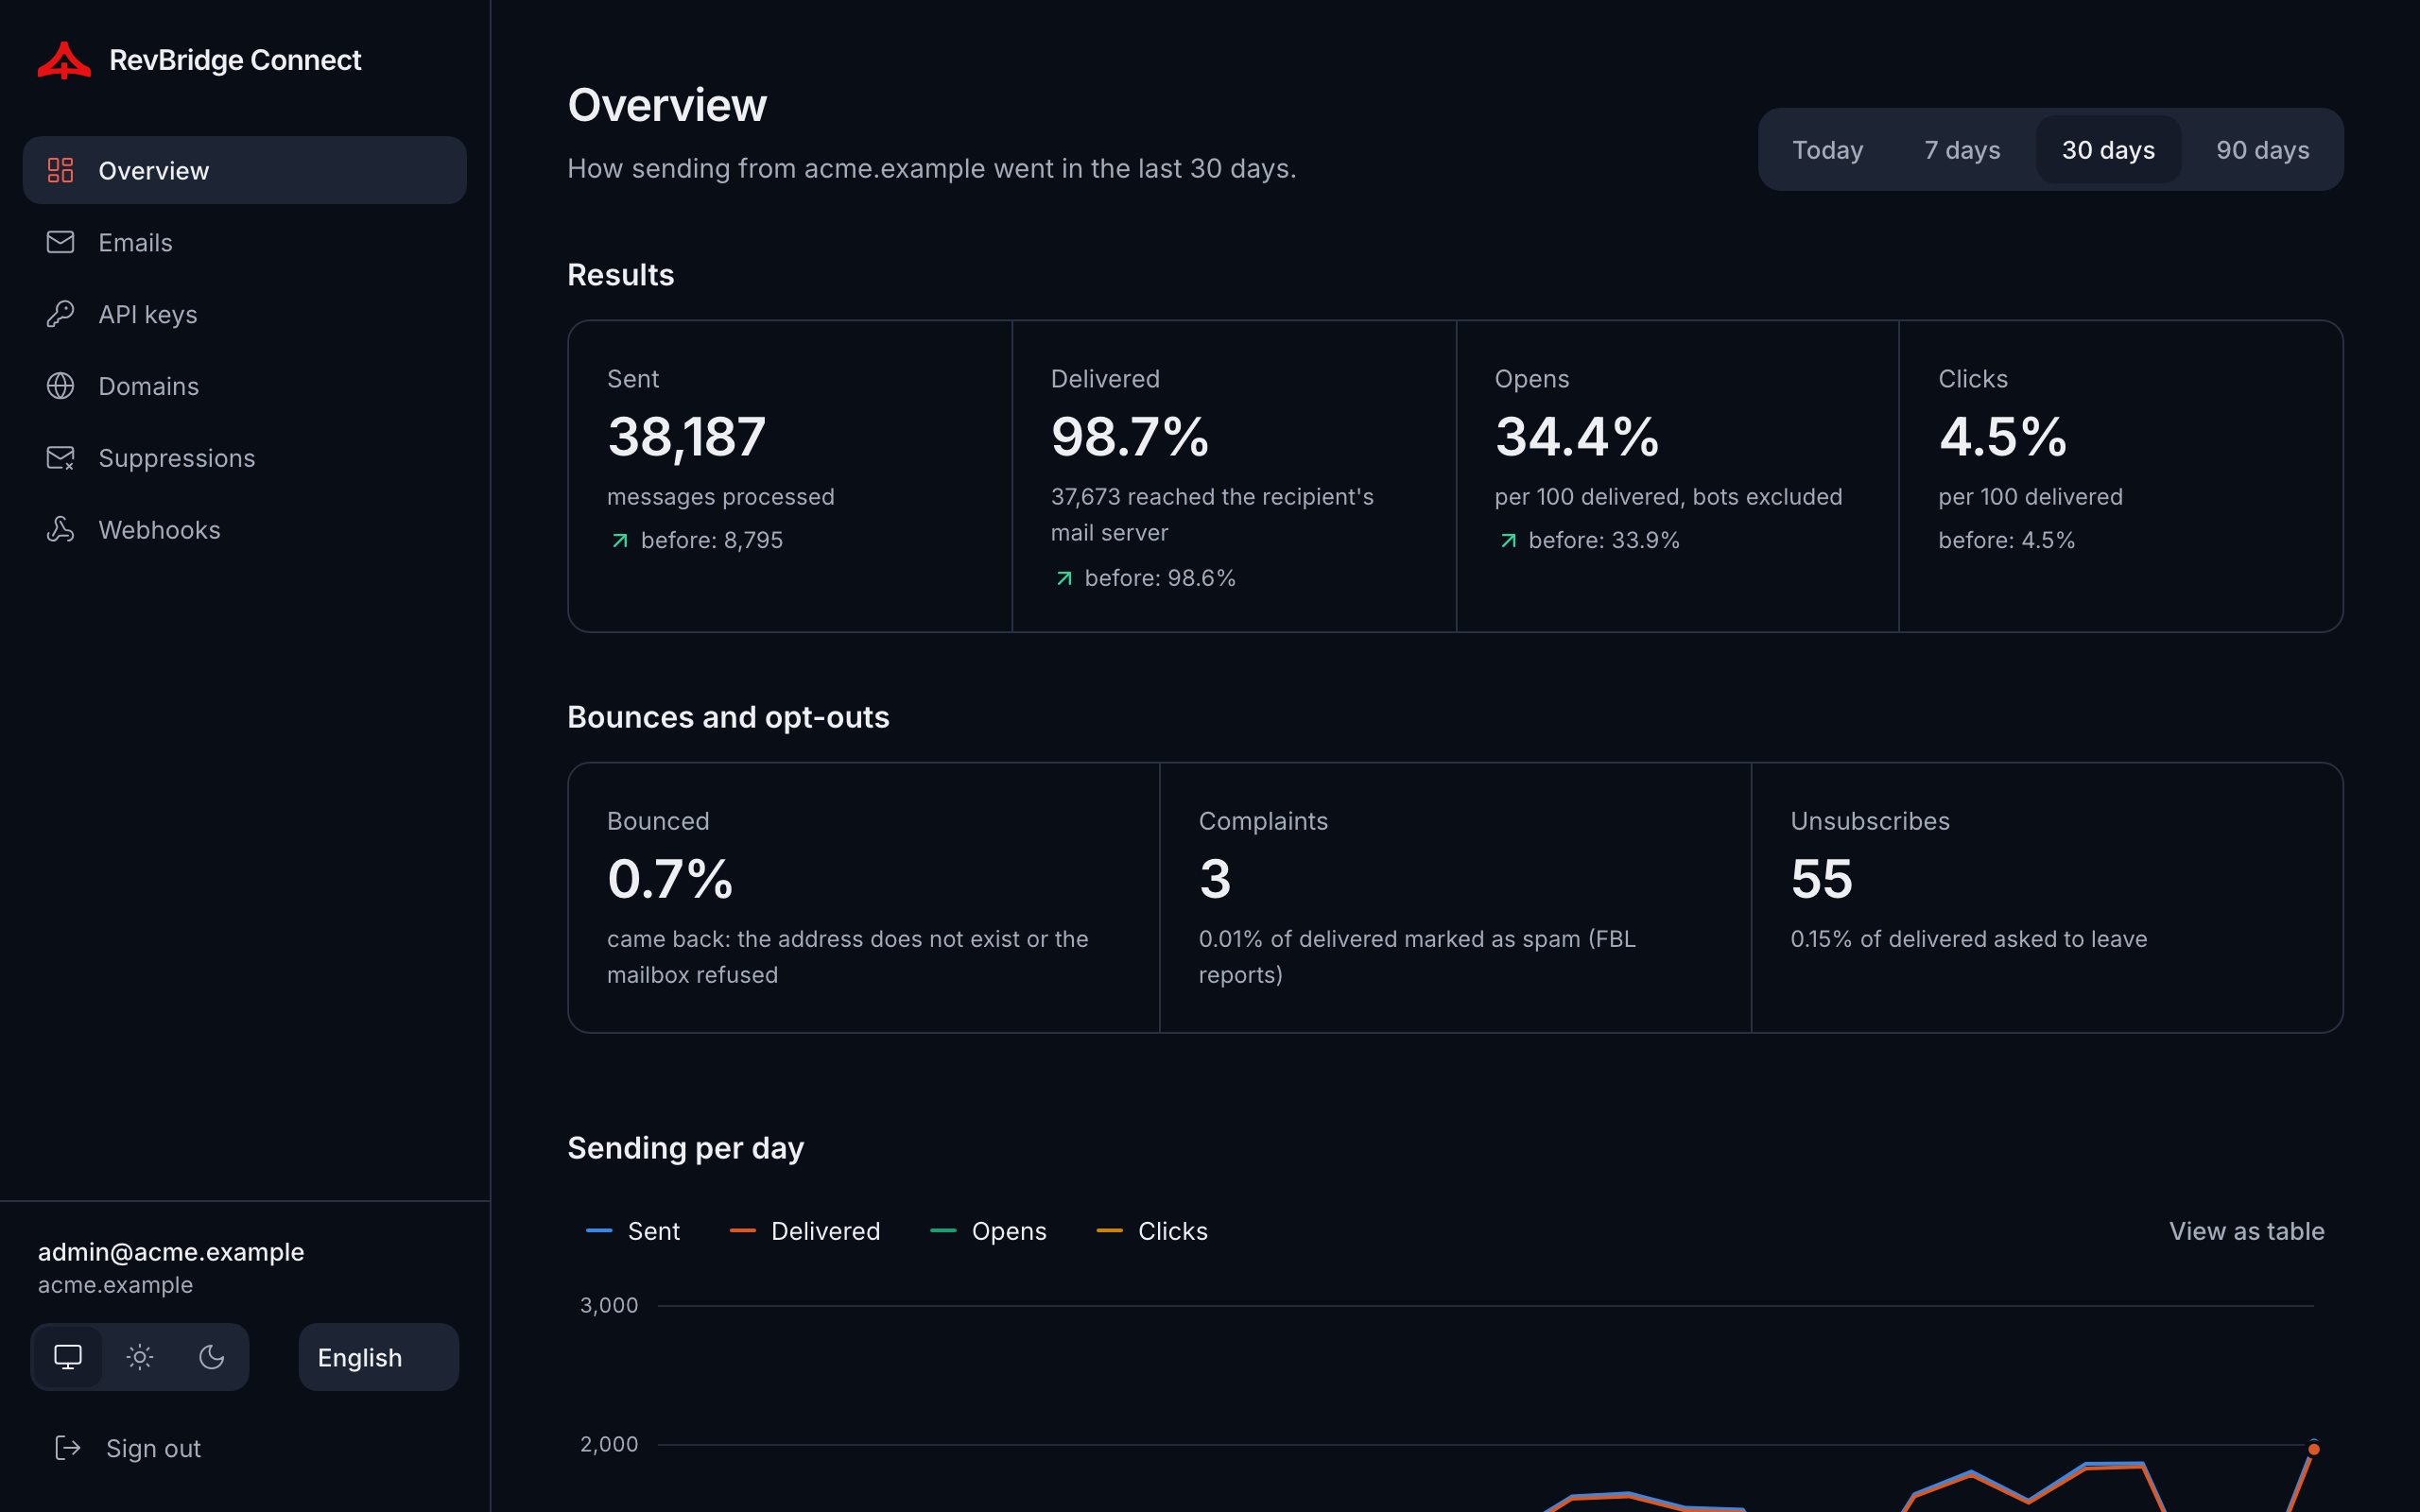 RevBridge Connect
Overview
Emails
API keys
Domains
Suppressions
Webhooks
admin@acme.example
acme.example
English
Sign out
Overview
How sending from acme.example went in the last 30 days.
Today
7 days
30 days
90 days
Results
Sent
38,187
messages processed
before: 8,795
Delivered
98.7%
37,673 reached the recipient's
mail server
before: 98.6%
Opens
34.4%
per 100 delivered, bots excluded
before: 33.9%
Clicks
4.5%
per 100 delivered
before: 4.5%
Bounces and opt-outs
Bounced
0.7%
came back: the address does not exist or the
mailbox refused
Complaints
3
0.01% of delivered marked as spam (FBL
reports)
Unsubscribes
55
0.15% of delivered asked to leave
Sending per day
Sent
Delivered
Opens
Clicks
View as table
3,000
2,000